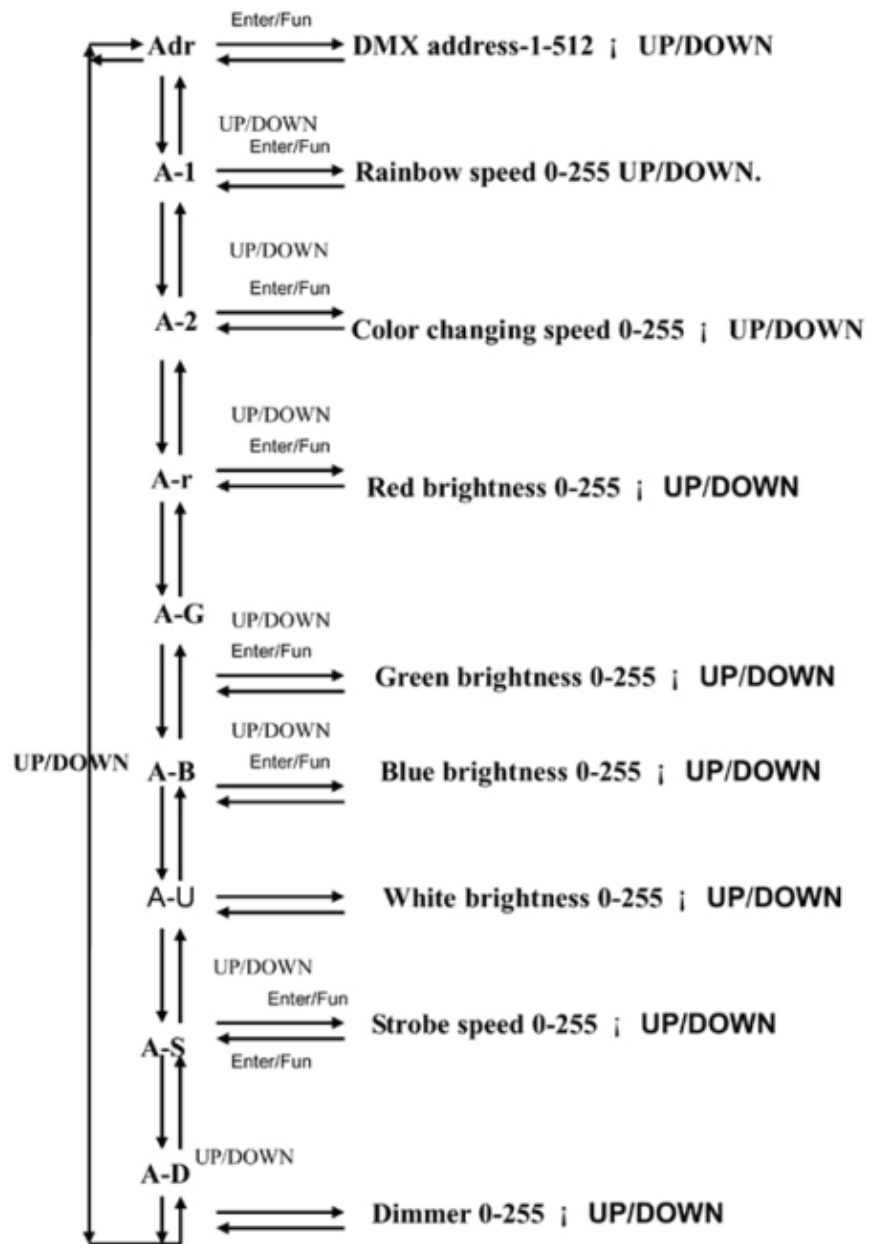 Enter/Fun
Adr DMX address-1-512 ¡ UP/DOWN
UP/DOWN
Enter/Fun
A-1 Rainbow speed 0-255 UP/DOWN.
UP/DOWN
Enter/Fun
A-2 Color changing speed 0-255 ¡ UP/DOWN
UP/DOWN
Enter/Fun
A-r Red brightness 0-255 ¡ UP/DOWN
A-G UP/DOWN
Enter/Fun
Green brightness 0-255 ¡ UP/DOWN
UP/DOWN
UP/DOWN A-B Enter/Fun Blue brightness 0-255 ¡ UP/DOWN
A-U White brightness 0-255 ¡ UP/DOWN
UP/DOWN
Enter/Fun
Strobe speed 0-255 ¡ UP/DOWN
A-S Enter/Fun
UP/DOWN
A-D
Dimmer 0-255 ¡ UP/DOWN